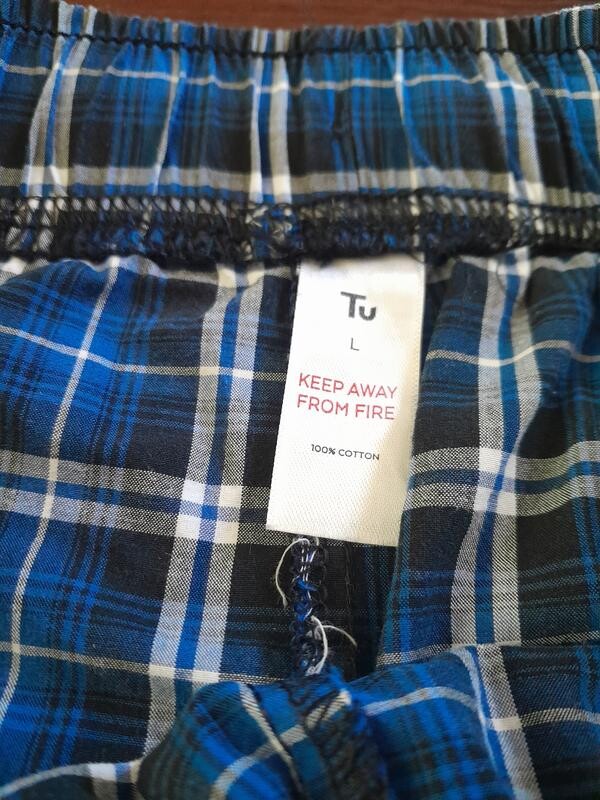 Tu
L
KEEP AWAY
FROM FIRE
100% COTTON